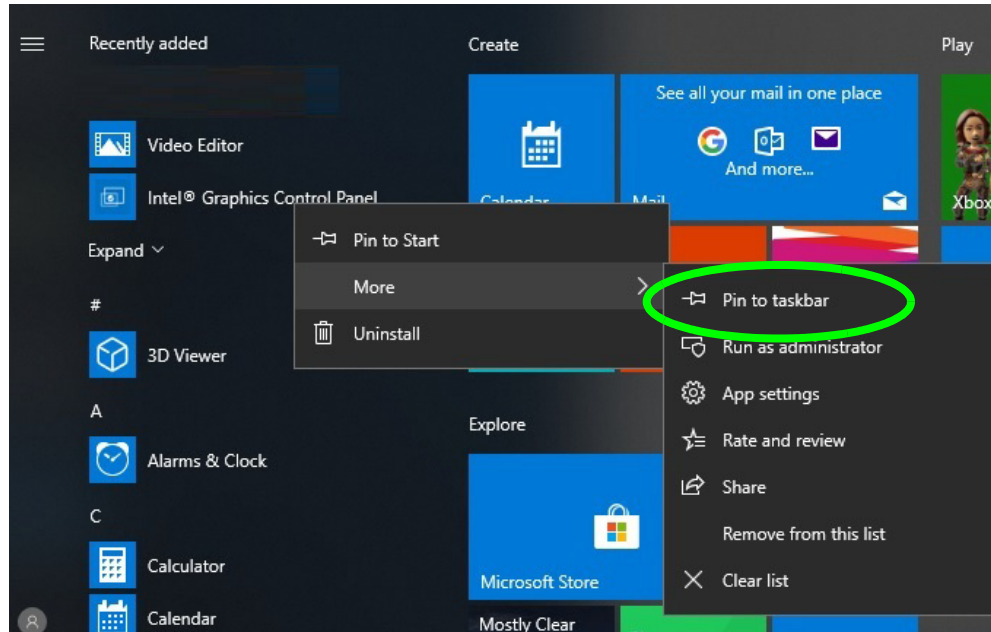 Recently added
Video Editor
Intel® Graphics Control Panel
Expand
#
3D Viewer
A
Alarms & Clock
C
Calculator
Calendar
Create
See all your mail in one place
And more...
Calendar
Mail
Play
Xbox
Pin to Start
More
Uninstall
Pin to taskbar
Run as administrator
App settings
Rate and review
Share
Remove from this list
Clear list
Explore
Microsoft Store
Mostly Clear